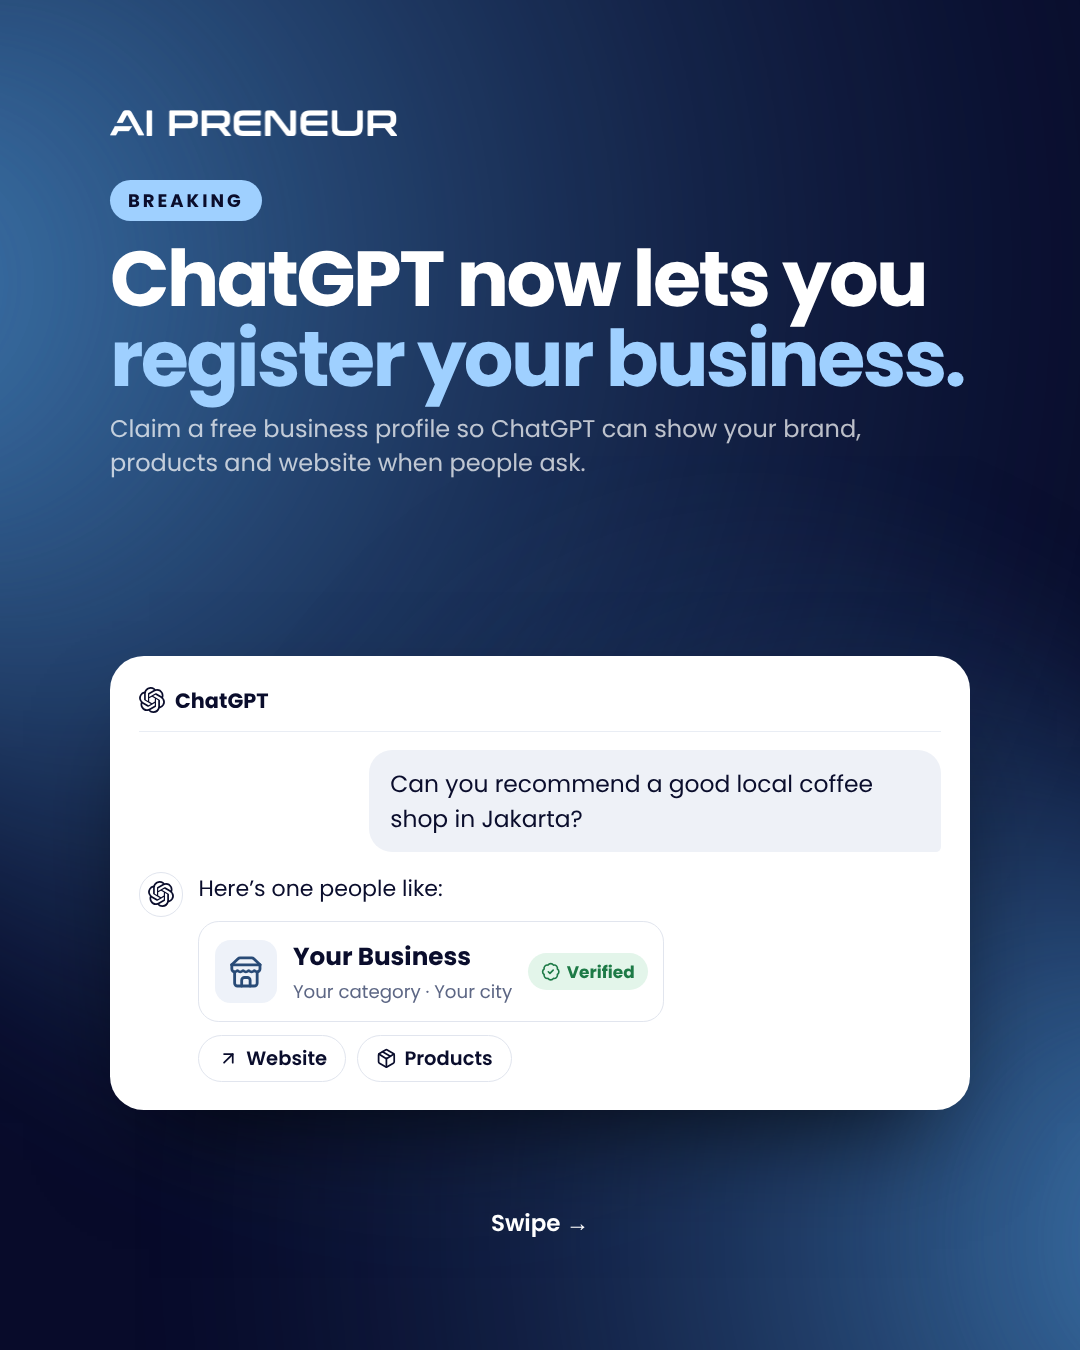 AI PRENEUR
BREAKING
ChatGPT now lets you
register your business.
Claim a free business profile so ChatGPT can show your brand,
products and website when people ask.
ChatGPT
Can you recommend a good local coffee
shop in Jakarta?
Here’s one people like:
Your Business
Your category · Your city
Verified
Website
Products
Swipe →